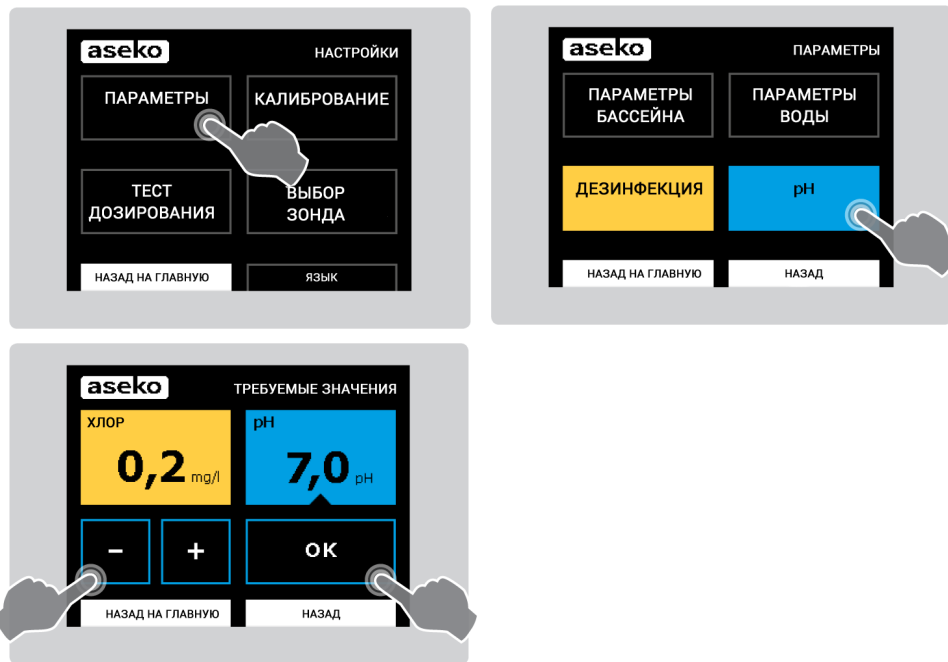 aseko
НАСТРОЙКИ
ПАРАМЕТРЫ
КАЛИБРОВАНИЕ
ТЕСТ
ДОЗИРОВАНИЯ
ВЫБОР
ЗОНДА
НАЗАД НА ГЛАВНУЮ
ЯЗЫК
aseko
ПАРАМЕТРЫ
ПАРАМЕТРЫ
БАССЕЙНА
ПАРАМЕТРЫ
ВОДЫ
ДЕЗИНФЕКЦИЯ
pH
НАЗАД НА ГЛАВНУЮ
НАЗАД
aseko
ТРЕБУЕМЫЕ ЗНАЧЕНИЯ
ХЛОР
0,2 mg/l
pH
7,0 pH
–
+
OK
НАЗАД НА ГЛАВНУЮ
НАЗАД